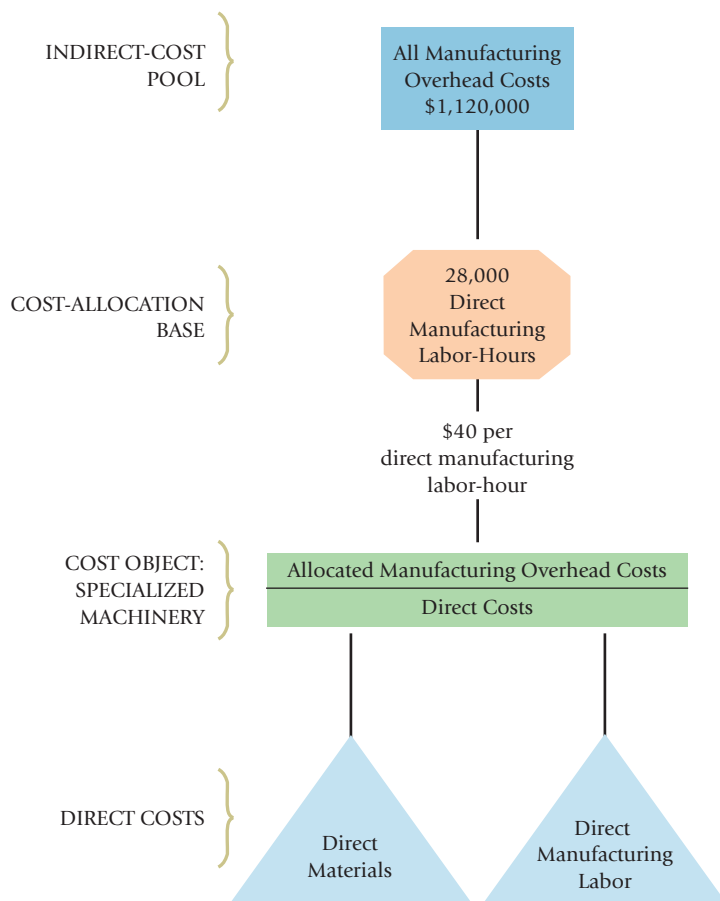 INDIRECT-COST
POOL
All Manufacturing
Overhead Costs
$1,120,000
COST-ALLOCATION
BASE
28,000
Direct
Manufacturing
Labor-Hours
$40 per
direct manufacturing
labor-hour
COST OBJECT:
SPECIALIZED
MACHINERY
Allocated Manufacturing Overhead Costs
Direct Costs
DIRECT COSTS
Direct
Materials
Direct
Manufacturing
Labor